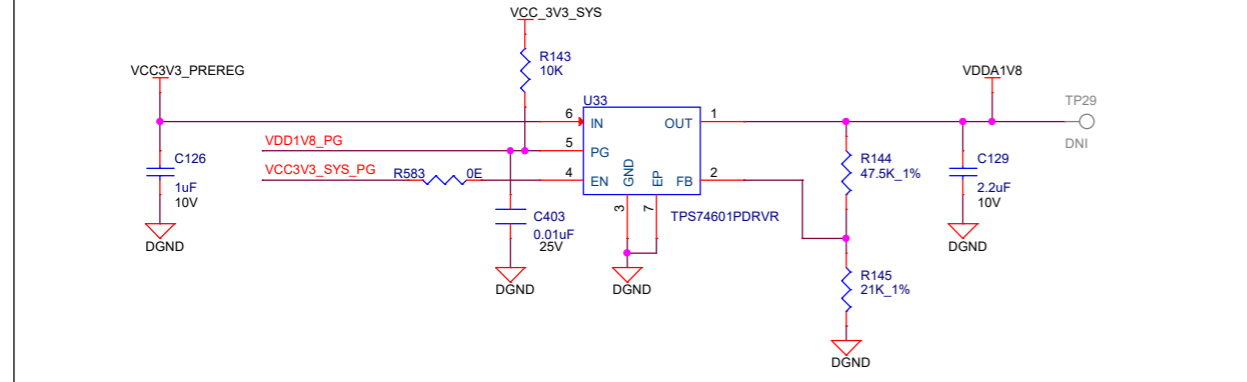 VCC_3V3_SYS
R143
10K
VCC3V3_PREREG
VDDA1V8
U33
TP29
6
IN
OUT
1
DNI
VDD1V8_PG
5
PG
C126
1uF
10V
VCC3V3_SYS_PG
R583
0E
4
EN
GND
EP
FB
2
R144
47.5K_1%
C129
2.2uF
10V
3
7
TPS74601PDRVR
C403
0.01uF
25V
DGND
DGND
DGND
DGND
R145
21K_1%
DGND